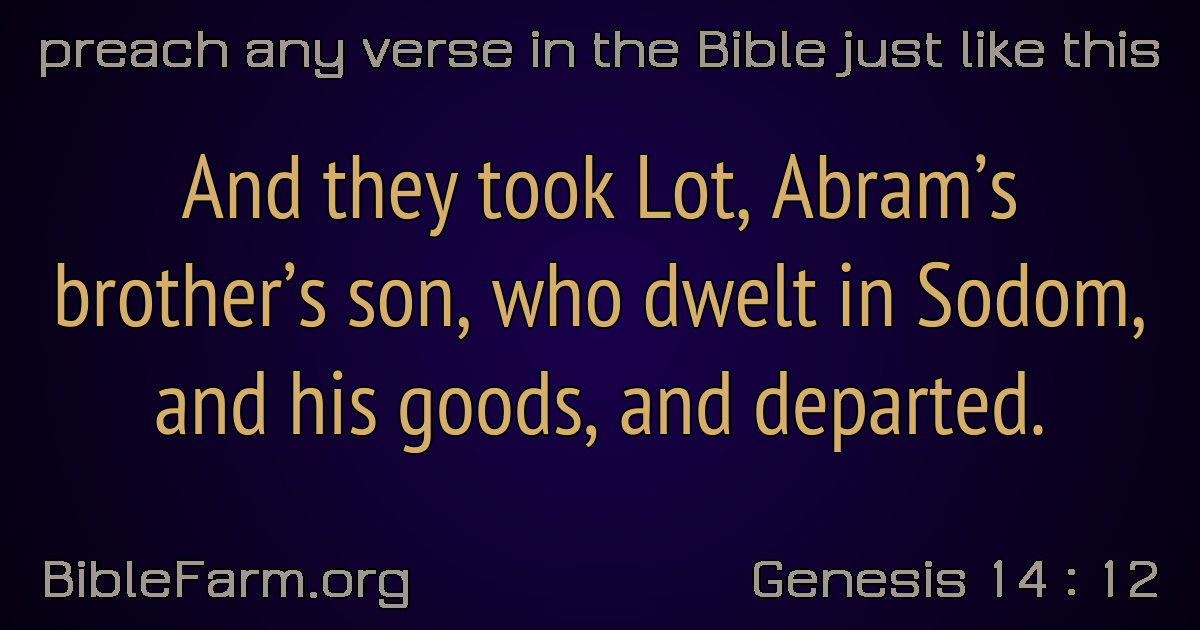 preach any verse in the Bible just like this
And they took Lot, Abram’s
brother’s son, who dwelt in Sodom,
and his goods, and departed.
BibleFarm.org
Genesis 14 : 12